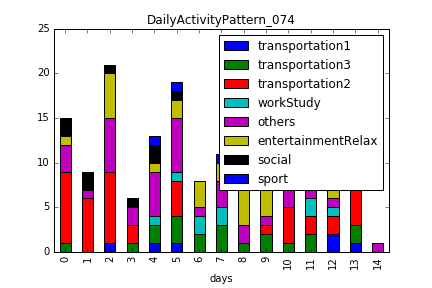 DailyActivityPattern_074
25
20
15
10
5
0
transportation1
transportation3
transportation2
workStudy
others
entertainmentRelax
social
sport
0 1 2 3 4 5 6 7 8 9 10 11 12 13 14
days